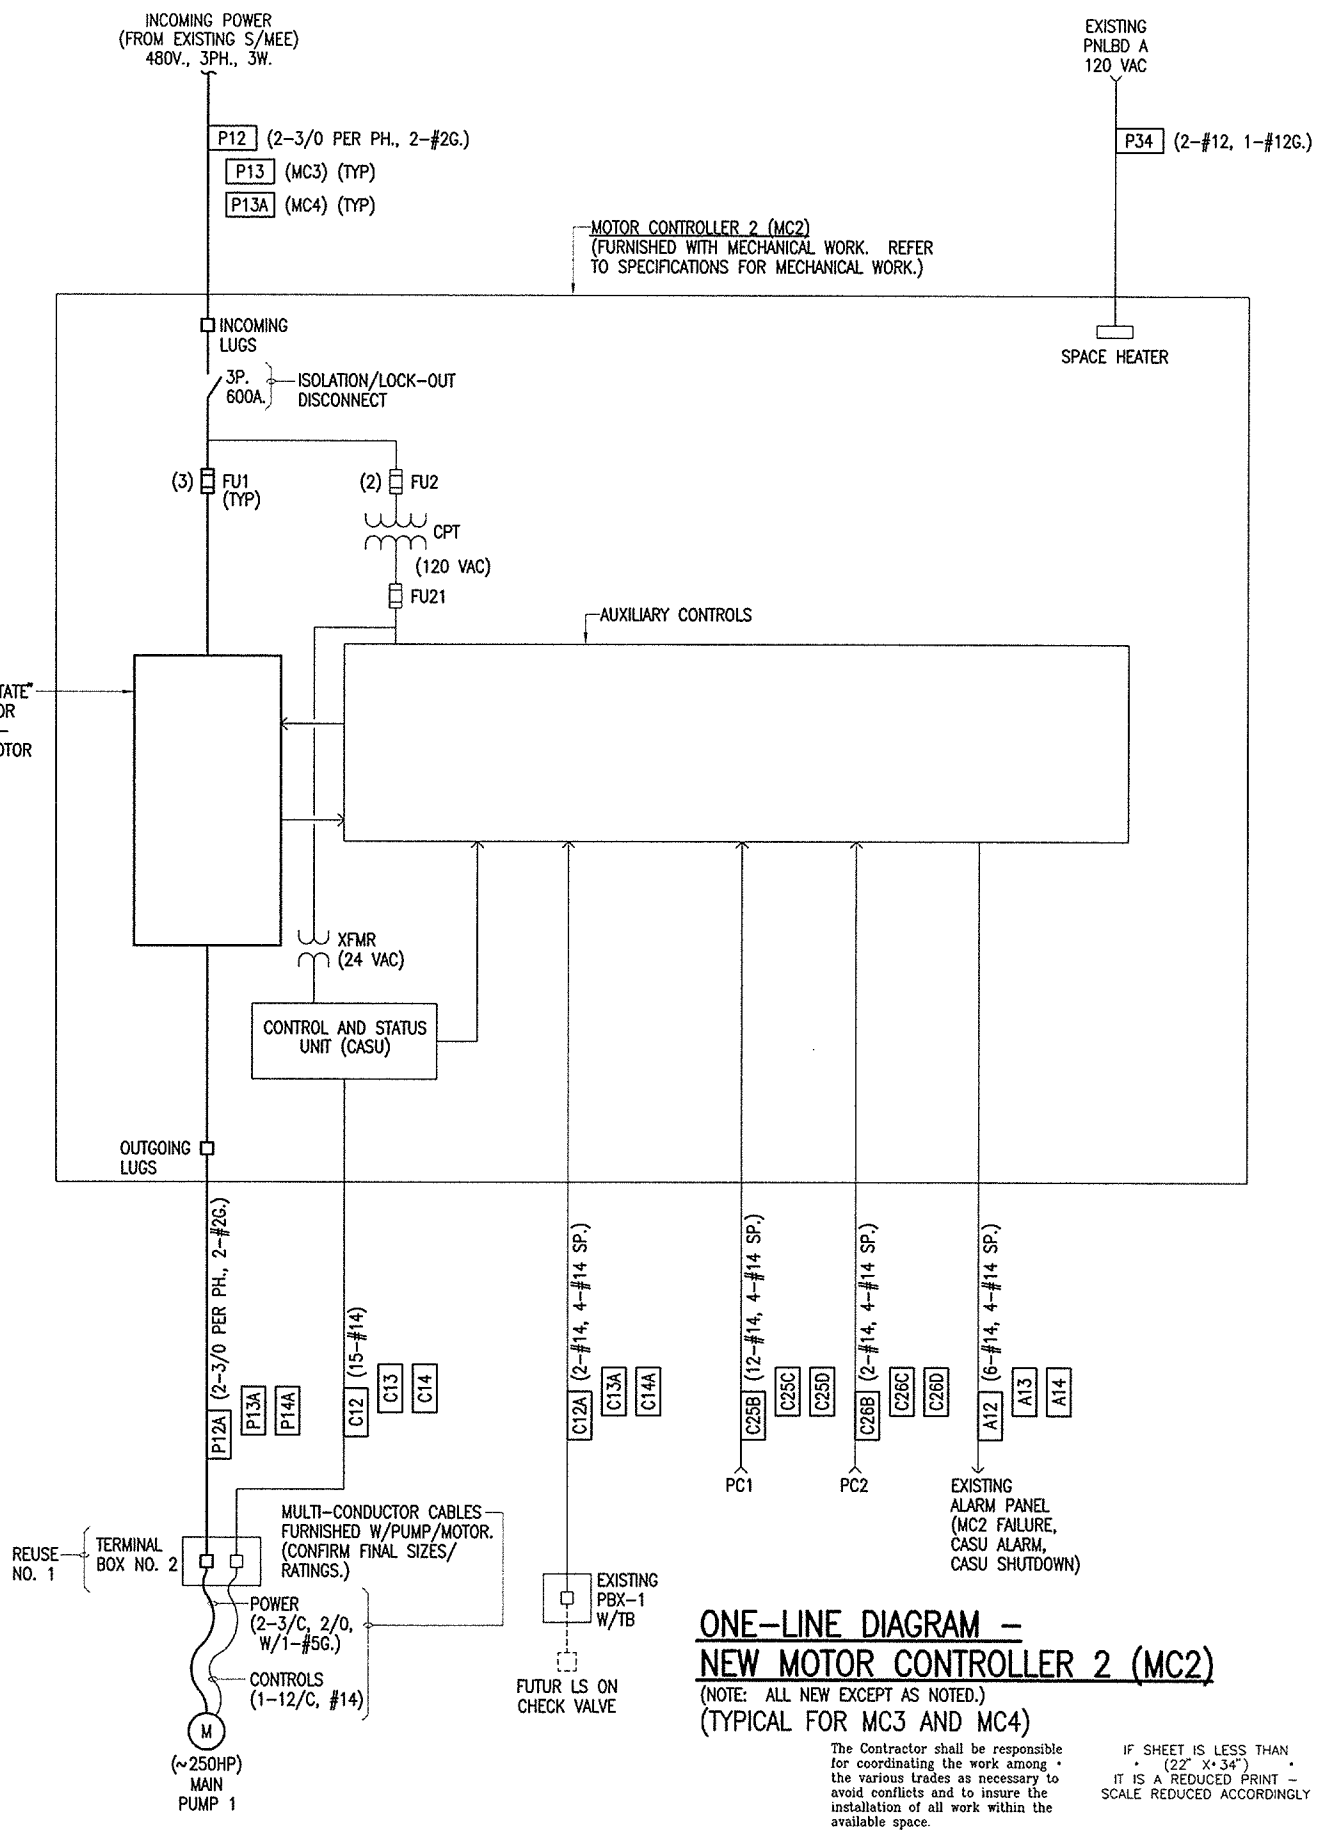 INCOMING POWER
(FROM EXISTING S/MEE)
480V., 3PH., 3W.
EXISTING
PNLBD A
120 VAC
P12 (2-3/0 PER PH., 2-#2G.)
P13 (MC3) (TYP)
P13A (MC4) (TYP)
P34 (2-#12, 1-#12G.)
MOTOR CONTROLLER 2 (MC2)
(FURNISHED WITH MECHANICAL WORK. REFER
TO SPECIFICATIONS FOR MECHANICAL WORK.)
INCOMING
LUGS
SPACE HEATER
3P.
600A.
ISOLATION/LOCK-OUT
DISCONNECT
(3) FU1
(TYP)
(2) FU2
CPT
(120 VAC)
FU21
AUXILIARY CONTROLS
TATE"
OR
-
OTOR
XFMR
(24 VAC)
CONTROL AND STATUS
UNIT (CASU)
OUTGOING
LUGS
P12A (2-3/0 PER PH., 2-#2G.)
P13A
P14A
C12 (15-#14)
C13
C14
C12A (2-#14, 4-#14 SP.)
C13A
C14A
C25B (12-#14, 4-#14 SP.)
C25C
C25D
C26B (2-#14, 4-#14 SP.)
C26C
C26D
A12 (6-#14, 4-#14 SP.)
A13
A14
PC1
PC2
EXISTING
ALARM PANEL
(MC2 FAILURE,
CASU ALARM,
CASU SHUTDOWN)
MULTI-CONDUCTOR CABLES
FURNISHED W/PUMP/MOTOR.
(CONFIRM FINAL SIZES/
RATINGS.)
REUSE
NO. 1
TERMINAL
BOX NO. 2
POWER
(2-3/C, 2/0,
W/1-#5G.)
CONTROLS
(1-12/C, #14)
M
(~250HP)
MAIN
PUMP 1
EXISTING
PBX-1
W/TB
FUTUR LS ON
CHECK VALVE
ONE-LINE DIAGRAM -
NEW MOTOR CONTROLLER 2 (MC2)
(NOTE: ALL NEW EXCEPT AS NOTED.)
(TYPICAL FOR MC3 AND MC4)
The Contractor shall be responsible
for coordinating the work among
the various trades as necessary to
avoid conflicts and to insure the
installation of all work within the
available space.
IF SHEET IS LESS THAN
(22" X 34")
IT IS A REDUCED PRINT -
SCALE REDUCED ACCORDINGLY